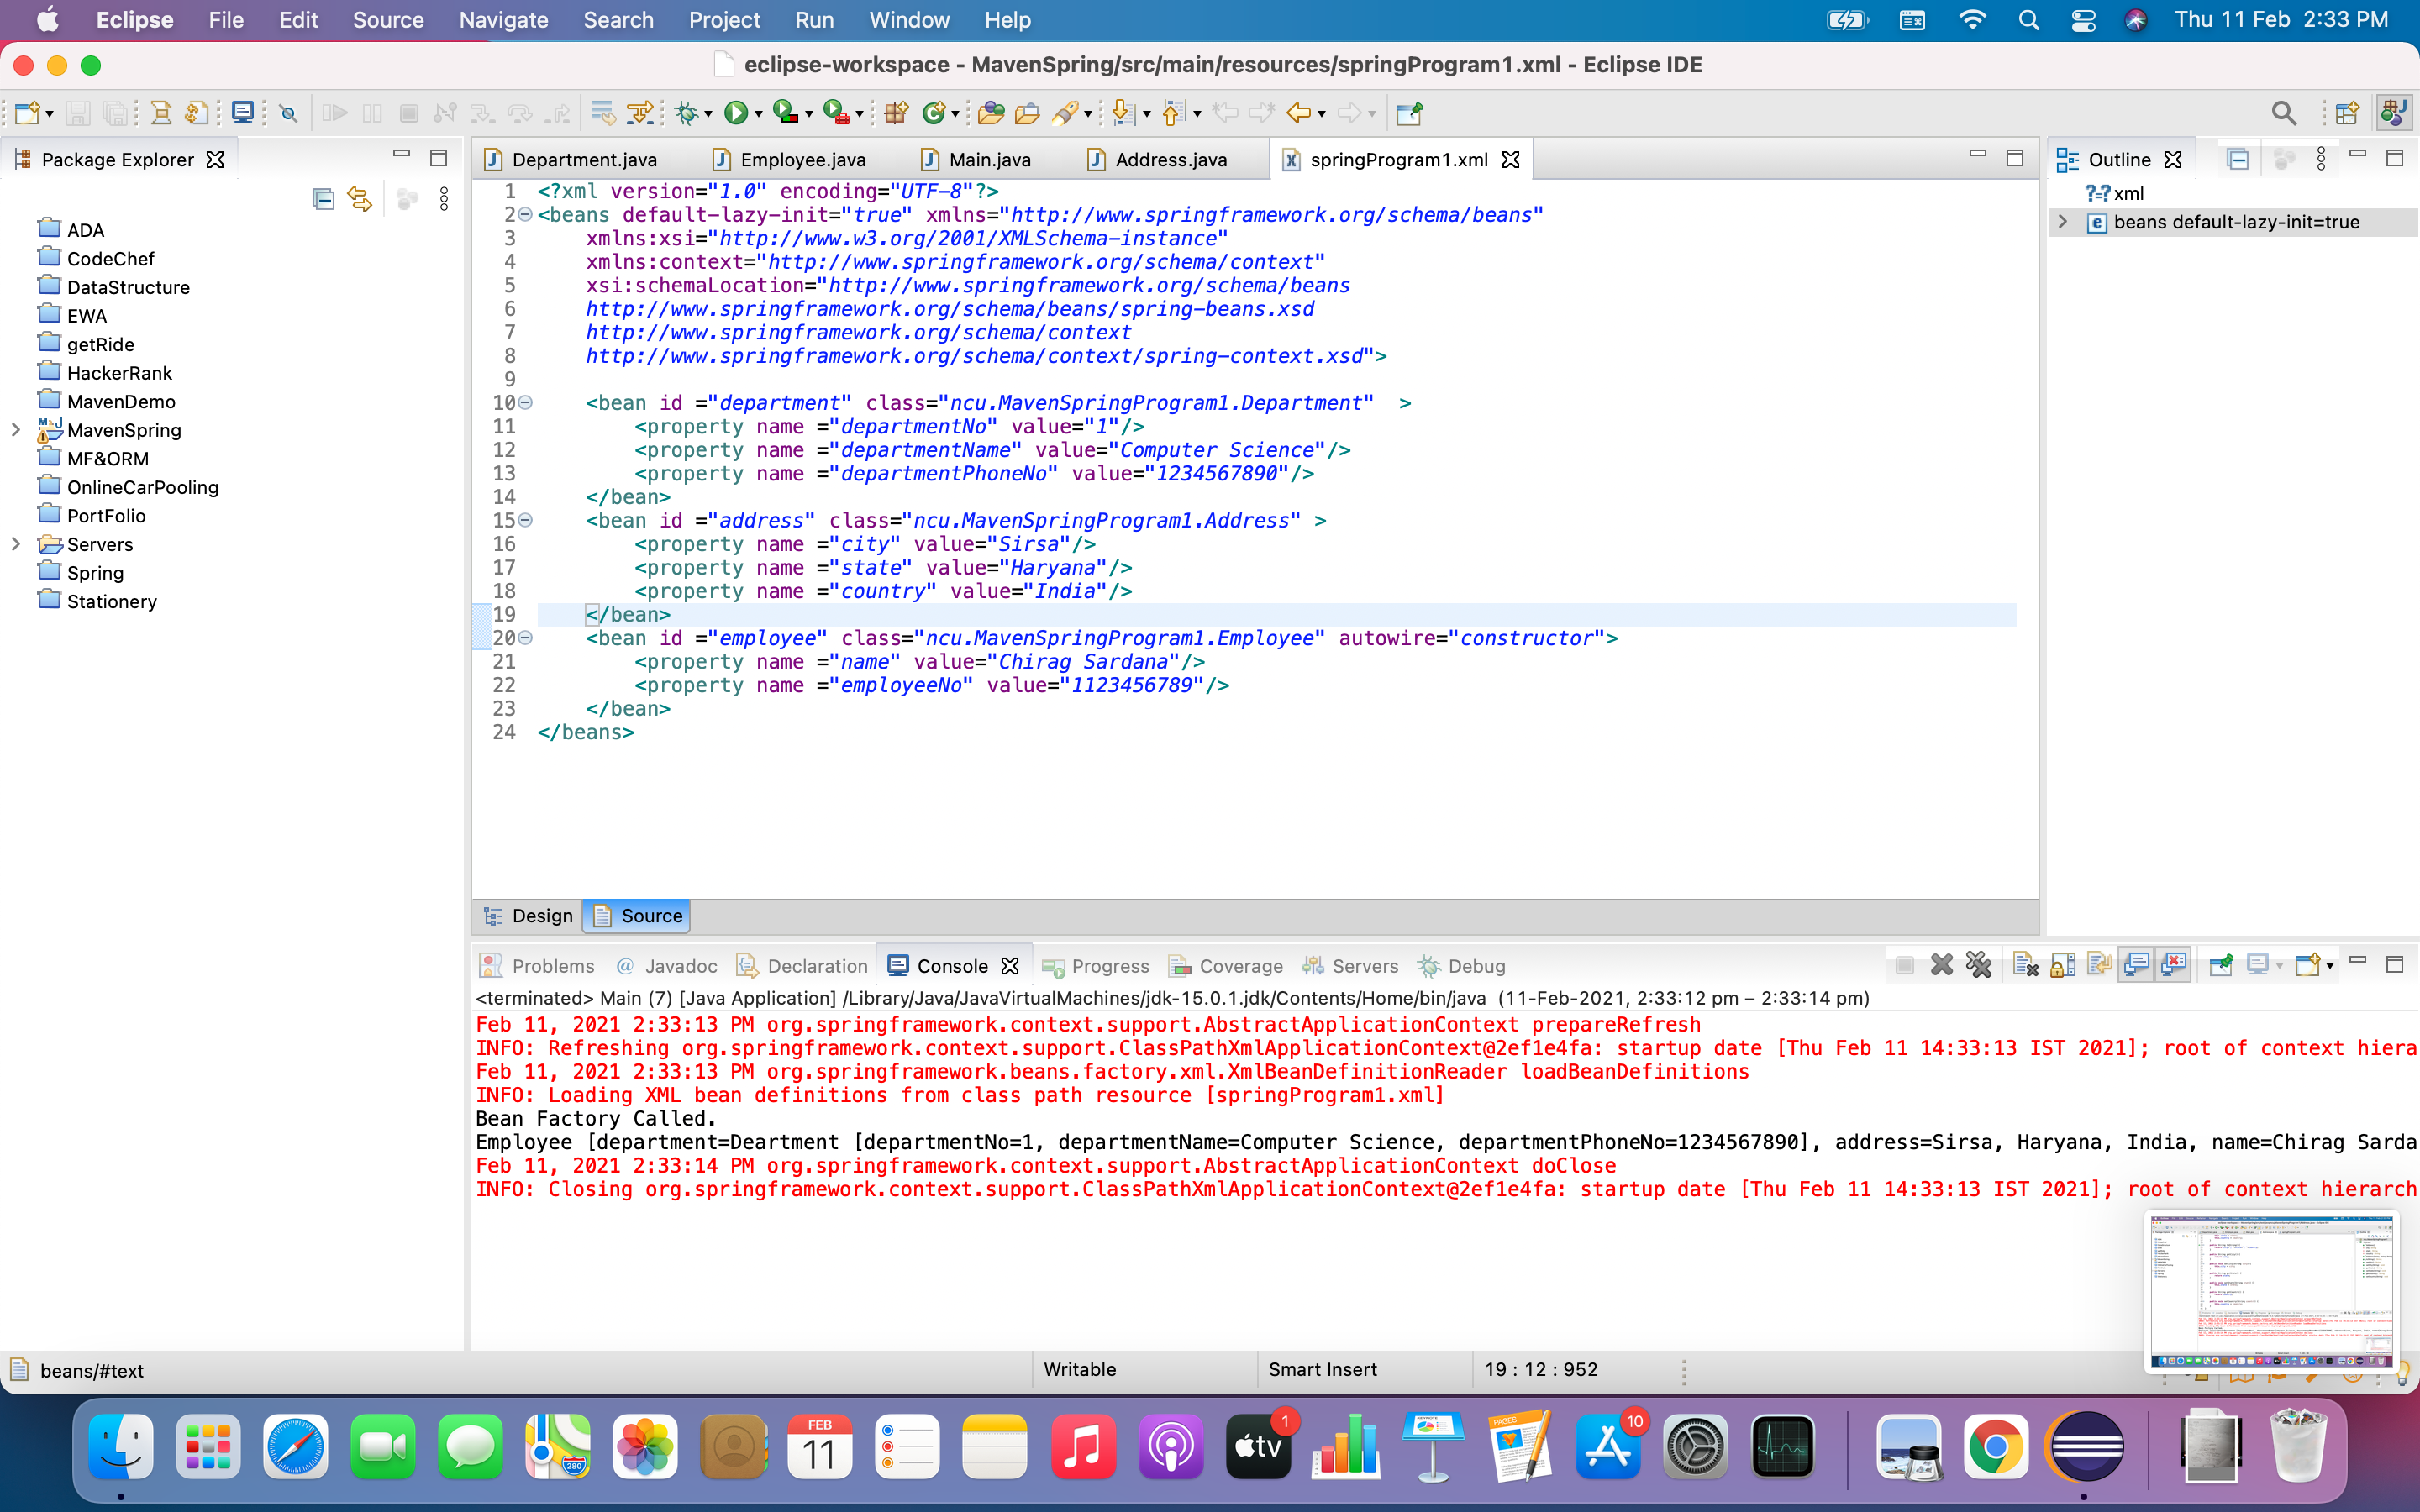 Eclipse File Edit Source Navigate Search Project Run Window Help Thu 11 Feb 2:33 PM
eclipse-workspace - MavenSpring/src/main/resources/springProgram1.xml - Eclipse IDE
Package Explorer
ADA
CodeChef
DataStructure
EWA
getRide
HackerRank
MavenDemo
MavenSpring
MF&ORM
OnlineCarPooling
PortFolio
Servers
Spring
Stationery
Department.java Employee.java Main.java Address.java springProgram1.xml
1 <?xml version="1.0" encoding="UTF-8"?>
2 <beans default-lazy-init="true" xmlns="http://www.springframework.org/schema/beans"
3 xmlns:xsi="http://www.w3.org/2001/XMLSchema-instance"
4 xmlns:context="http://www.springframework.org/schema/context"
5 xsi:schemaLocation="http://www.springframework.org/schema/beans
6 http://www.springframework.org/schema/beans/spring-beans.xsd
7 http://www.springframework.org/schema/context
8 http://www.springframework.org/schema/context/spring-context.xsd">
9
10 <bean id ="department" class="ncu.MavenSpringProgram1.Department" >
11 <property name ="departmentNo" value="1"/>
12 <property name ="departmentName" value="Computer Science"/>
13 <property name ="departmentPhoneNo" value="1234567890"/>
14 </bean>
15 <bean id ="address" class="ncu.MavenSpringProgram1.Address" >
16 <property name ="city" value="Sirsa"/>
17 <property name ="state" value="Haryana"/>
18 <property name ="country" value="India"/>
19 </bean>
20 <bean id ="employee" class="ncu.MavenSpringProgram1.Employee" autowire="constructor">
21 <property name ="name" value="Chirag Sardana"/>
22 <property name ="employeeNo" value="1123456789"/>
23 </bean>
24 </beans>
Design Source
Outline
?=? xml
e beans default-lazy-init=true
Problems @ Javadoc Declaration Console Progress Coverage Servers Debug
<terminated> Main (7) [Java Application] /Library/Java/JavaVirtualMachines/jdk-15.0.1.jdk/Contents/Home/bin/java (11-Feb-2021, 2:33:12 pm – 2:33:14 pm)
Feb 11, 2021 2:33:13 PM org.springframework.context.support.AbstractApplicationContext prepareRefresh
INFO: Refreshing org.springframework.context.support.ClassPathXmlApplicationContext@2ef1e4fa: startup date [Thu Feb 11 14:33:13 IST 2021]; root of context hiera
Feb 11, 2021 2:33:13 PM org.springframework.beans.factory.xml.XmlBeanDefinitionReader loadBeanDefinitions
INFO: Loading XML bean definitions from class path resource [springProgram1.xml]
Bean Factory Called.
Employee [department=Deartment [departmentNo=1, departmentName=Computer Science, departmentPhoneNo=1234567890], address=Sirsa, Haryana, India, name=Chirag Sarda
Feb 11, 2021 2:33:14 PM org.springframework.context.support.AbstractApplicationContext doClose
INFO: Closing org.springframework.context.support.ClassPathXmlApplicationContext@2ef1e4fa: startup date [Thu Feb 11 14:33:13 IST 2021]; root of context hierarch
beans/#text Writable Smart Insert 19 : 12 : 952
280
FEB
11
tv
1
PAGES
10